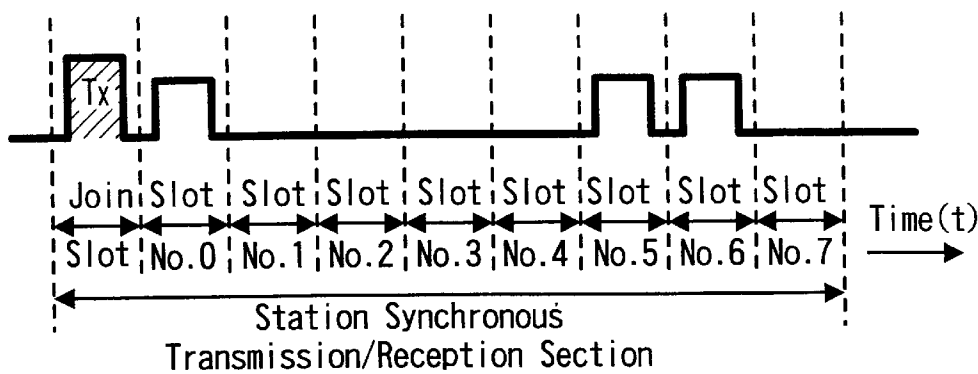 Tx
Join Slot Slot Slot Slot Slot Slot Slot Slot
Time(t)
Slot No.0 No.1 No.2 No.3 No.4 No.5 No.6 No.7
Station Synchronous
Transmission/Reception Section